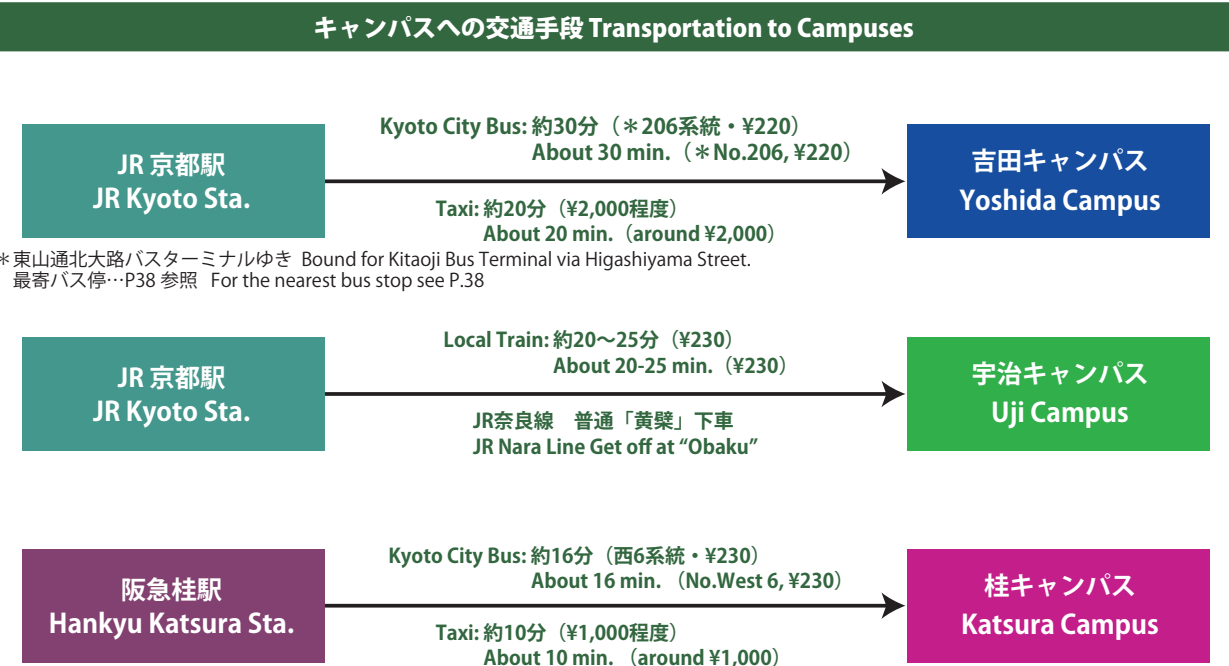 キャンパスへの交通手段 Transportation to Campuses
JR 京都駅
JR Kyoto Sta.
Kyoto City Bus: 約30分（＊206系統・¥220）
About 30 min.（＊No.206, ¥220）
Taxi: 約20分（¥2,000程度）
About 20 min.（around ¥2,000）
吉田キャンパス
Yoshida Campus
＊東山通北大路バスターミナルゆき Bound for Kitaoji Bus Terminal via Higashiyama Street.
最寄バス停…P38 参照 For the nearest bus stop see P.38
JR 京都駅
JR Kyoto Sta.
Local Train: 約20〜25分（¥230）
About 20-25 min.（¥230）
JR奈良線　普通「黄檗」下車
JR Nara Line Get off at “Obaku”
宇治キャンパス
Uji Campus
阪急桂駅
Hankyu Katsura Sta.
Kyoto City Bus: 約16分（西6系統・¥230）
About 16 min.（No.West 6, ¥230）
Taxi: 約10分（¥1,000程度）
About 10 min.（around ¥1,000）
桂キャンパス
Katsura Campus